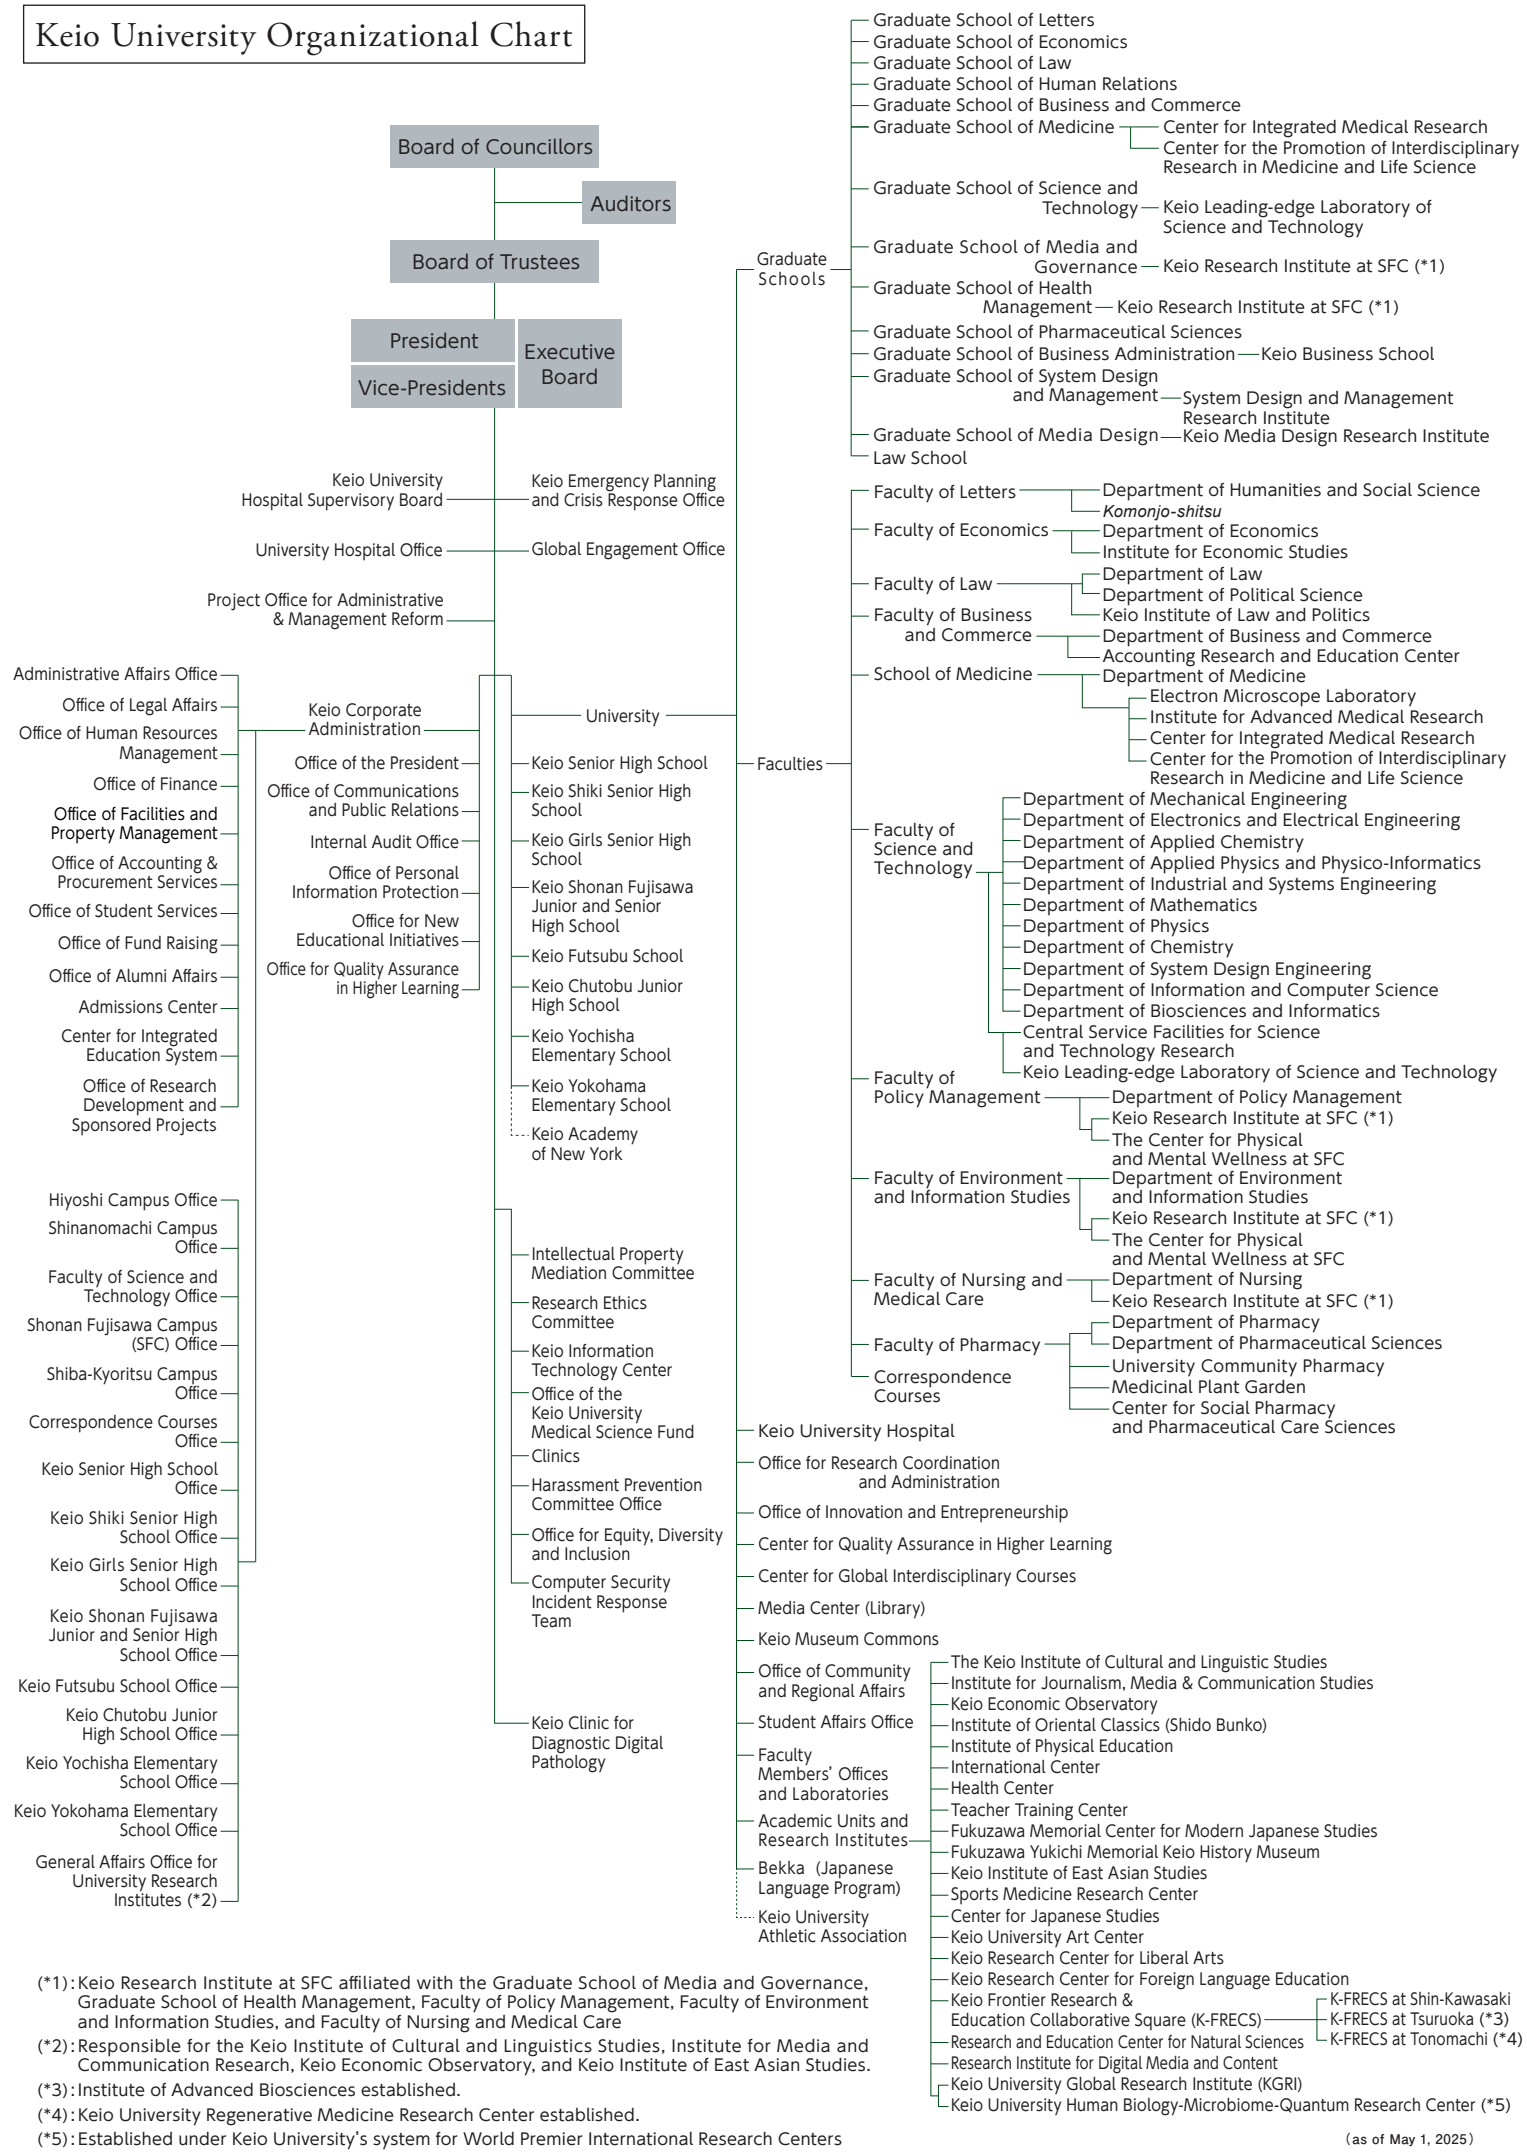 Keio University Organizational Chart
Board of Councillors
Auditors
Board of Trustees
President
Vice-Presidents
Executive
Board
Keio University
Hospital Supervisory Board
Keio Emergency Planning
and Crisis Response Office
University Hospital Office
Global Engagement Office
Project Office for Administrative
& Management Reform
Administrative Affairs Office
Office of Legal Affairs
Office of Human Resources
Management
Office of Finance
Office of Facilities and
Property Management
Office of Accounting &
Procurement Services
Office of Student Services
Office of Fund Raising
Office of Alumni Affairs
Admissions Center
Center for Integrated
Education System
Office of Research
Development and
Sponsored Projects
Hiyoshi Campus Office
Shinanomachi Campus
Office
Faculty of Science and
Technology Office
Shonan Fujisawa Campus
(SFC) Office
Shiba-Kyoritsu Campus
Office
Correspondence Courses
Office
Keio Senior High School
Office
Keio Shiki Senior High
School Office
Keio Girls Senior High
School Office
Keio Shonan Fujisawa
Junior and Senior High
School Office
Keio Futsubu School Office
Keio Chutobu Junior
High School Office
Keio Yochisha Elementary
School Office
Keio Yokohama Elementary
School Office
General Affairs Office for
University Research
Institutes (*2)
Keio Corporate
Administration
Office of the President
Office of Communications
and Public Relations
Internal Audit Office
Office of Personal
Information Protection
Office for New
Educational Initiatives
Office for Quality Assurance
in Higher Learning
University
Keio Senior High School
Keio Shiki Senior High
School
Keio Girls Senior High
School
Keio Shonan Fujisawa
Junior and Senior
High School
Keio Futsubu School
Keio Chutobu Junior
High School
Keio Yochisha
Elementary School
Keio Yokohama
Elementary School
Keio Academy
of New York
Intellectual Property
Mediation Committee
Research Ethics
Committee
Keio Information
Technology Center
Office of the
Keio University
Medical Science Fund
Clinics
Harassment Prevention
Committee Office
Office for Equity, Diversity
and Inclusion
Computer Security
Incident Response
Team
Keio Clinic for
Diagnostic Digital
Pathology
Graduate
Schools
Graduate School of Letters
Graduate School of Economics
Graduate School of Law
Graduate School of Human Relations
Graduate School of Business and Commerce
Graduate School of Medicine
Center for Integrated Medical Research
Center for the Promotion of Interdisciplinary
Research in Medicine and Life Science
Graduate School of Science and
Technology
Keio Leading-edge Laboratory of
Science and Technology
Graduate School of Media and
Governance
Keio Research Institute at SFC (*1)
Graduate School of Health
Management
Keio Research Institute at SFC (*1)
Graduate School of Pharmaceutical Sciences
Graduate School of Business Administration
Keio Business School
Graduate School of System Design
and Management
System Design and Management
Research Institute
Graduate School of Media Design
Keio Media Design Research Institute
Law School
Faculties
Faculty of Letters
Department of Humanities and Social Science
Komonjo-shitsu
Faculty of Economics
Department of Economics
Institute for Economic Studies
Faculty of Law
Department of Law
Department of Political Science
Keio Institute of Law and Politics
Faculty of Business
and Commerce
Department of Business and Commerce
Accounting Research and Education Center
School of Medicine
Department of Medicine
Electron Microscope Laboratory
Institute for Advanced Medical Research
Center for Integrated Medical Research
Center for the Promotion of Interdisciplinary
Research in Medicine and Life Science
Faculty of
Science and
Technology
Department of Mechanical Engineering
Department of Electronics and Electrical Engineering
Department of Applied Chemistry
Department of Applied Physics and Physico-Informatics
Department of Industrial and Systems Engineering
Department of Mathematics
Department of Physics
Department of Chemistry
Department of System Design Engineering
Department of Information and Computer Science
Department of Biosciences and Informatics
Central Service Facilities for Science
and Technology Research
Keio Leading-edge Laboratory of Science and Technology
Faculty of
Policy Management
Department of Policy Management
Keio Research Institute at SFC (*1)
The Center for Physical
and Mental Wellness at SFC
Faculty of Environment
and Information Studies
Department of Environment
and Information Studies
Keio Research Institute at SFC (*1)
The Center for Physical
and Mental Wellness at SFC
Faculty of Nursing and
Medical Care
Department of Nursing
Keio Research Institute at SFC (*1)
Faculty of Pharmacy
Department of Pharmacy
Department of Pharmaceutical Sciences
University Community Pharmacy
Medicinal Plant Garden
Center for Social Pharmacy
and Pharmaceutical Care Sciences
Correspondence
Courses
Keio University Hospital
Office for Research Coordination
and Administration
Office of Innovation and Entrepreneurship
Center for Quality Assurance in Higher Learning
Center for Global Interdisciplinary Courses
Media Center (Library)
Keio Museum Commons
Office of Community
and Regional Affairs
Student Affairs Office
Faculty
Members' Offices
and Laboratories
Academic Units and
Research Institutes
Bekka (Japanese
Language Program)
Keio University
Athletic Association
The Keio Institute of Cultural and Linguistic Studies
Institute for Journalism, Media & Communication Studies
Keio Economic Observatory
Institute of Oriental Classics (Shido Bunko)
Institute of Physical Education
International Center
Health Center
Teacher Training Center
Fukuzawa Memorial Center for Modern Japanese Studies
Fukuzawa Yukichi Memorial Keio History Museum
Keio Institute of East Asian Studies
Sports Medicine Research Center
Center for Japanese Studies
Keio University Art Center
Keio Research Center for Liberal Arts
Keio Research Center for Foreign Language Education
Keio Frontier Research &
Education Collaborative Square (K-FRECS)
K-FRECS at Shin-Kawasaki
K-FRECS at Tsuruoka (*3)
K-FRECS at Tonomachi (*4)
Research and Education Center for Natural Sciences
Research Institute for Digital Media and Content
Keio University Global Research Institute (KGRI)
Keio University Human Biology-Microbiome-Quantum Research Center (*5)
(*1): Keio Research Institute at SFC affiliated with the Graduate School of Media and Governance,
Graduate School of Health Management, Faculty of Policy Management, Faculty of Environment
and Information Studies, and Faculty of Nursing and Medical Care
(*2): Responsible for the Keio Institute of Cultural and Linguistics Studies, Institute for Media and
Communication Research, Keio Economic Observatory, and Keio Institute of East Asian Studies.
(*3): Institute of Advanced Biosciences established.
(*4): Keio University Regenerative Medicine Research Center established.
(*5): Established under Keio University's system for World Premier International Research Centers
(as of May 1, 2025)